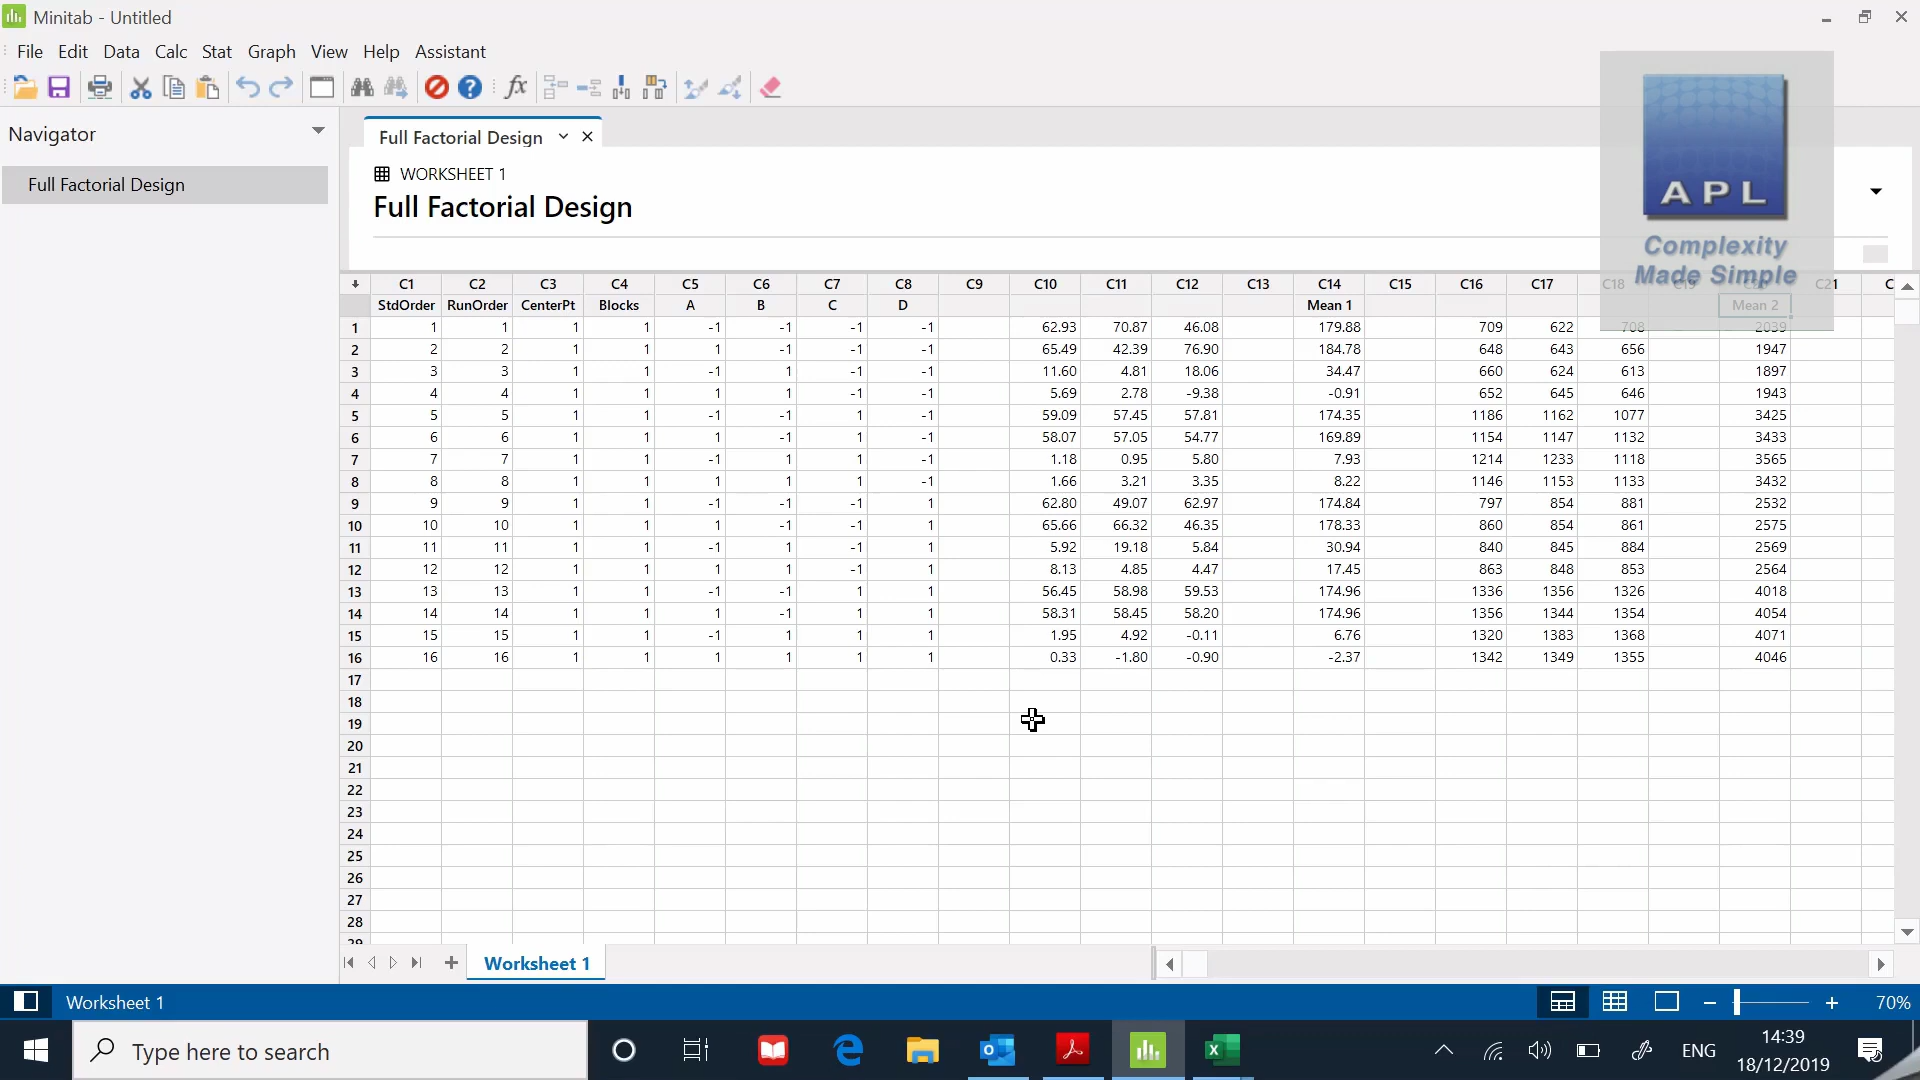 Minitab - Untitled
File Edit Data Calc Stat Graph View Help Assistant
Navigator
Full Factorial Design
Full Factorial Design
WORKSHEET 1
Full Factorial Design
APL
Complexity
Made Simple
C1 C2 C3 C4 C5 C6 C7 C8 C9 C10 C11 C12 C13 C14 C15 C16 C17 C18 C21 C
StdOrder RunOrder CenterPt Blocks A B C D Mean 1 Mean 2
1 1 1 1 1 -1 -1 -1 -1 62.93 70.87 46.08 179.88 709 622 708 2039
2 2 2 1 1 1 -1 -1 -1 65.49 42.39 76.90 184.78 648 643 656 1947
3 3 3 1 1 -1 1 -1 -1 11.60 4.81 18.06 34.47 660 624 613 1897
4 4 4 1 1 1 1 -1 -1 5.69 2.78 -9.38 -0.91 652 645 646 1943
5 5 5 1 1 -1 -1 1 -1 59.09 57.45 57.81 174.35 1186 1162 1077 3425
6 6 6 1 1 1 -1 1 -1 58.07 57.05 54.77 169.89 1154 1147 1132 3433
7 7 7 1 1 -1 1 1 -1 1.18 0.95 5.80 7.93 1214 1233 1118 3565
8 8 8 1 1 1 1 1 -1 1.66 3.21 3.35 8.22 1146 1153 1133 3432
9 9 9 1 1 -1 -1 -1 1 62.80 49.07 62.97 174.84 797 854 881 2532
10 10 10 1 1 1 -1 -1 1 65.66 66.32 46.35 178.33 860 854 861 2575
11 11 11 1 1 -1 1 -1 1 5.92 19.18 5.84 30.94 840 845 884 2569
12 12 12 1 1 1 1 -1 1 8.13 4.85 4.47 17.45 863 848 853 2564
13 13 13 1 1 -1 -1 1 1 56.45 58.98 59.53 174.96 1336 1356 1326 4018
14 14 14 1 1 1 -1 1 1 58.31 58.45 58.20 174.96 1356 1344 1354 4054
15 15 15 1 1 -1 1 1 1 1.95 4.92 -0.11 6.76 1320 1383 1368 4071
16 16 16 1 1 1 1 1 1 0.33 -1.80 -0.90 -2.37 1342 1349 1355 4046
17
18
19
20
21
22
23
24
25
26
27
28
29
Worksheet 1
Worksheet 1
70%
Type here to search
ENG
14:39
18/12/2019